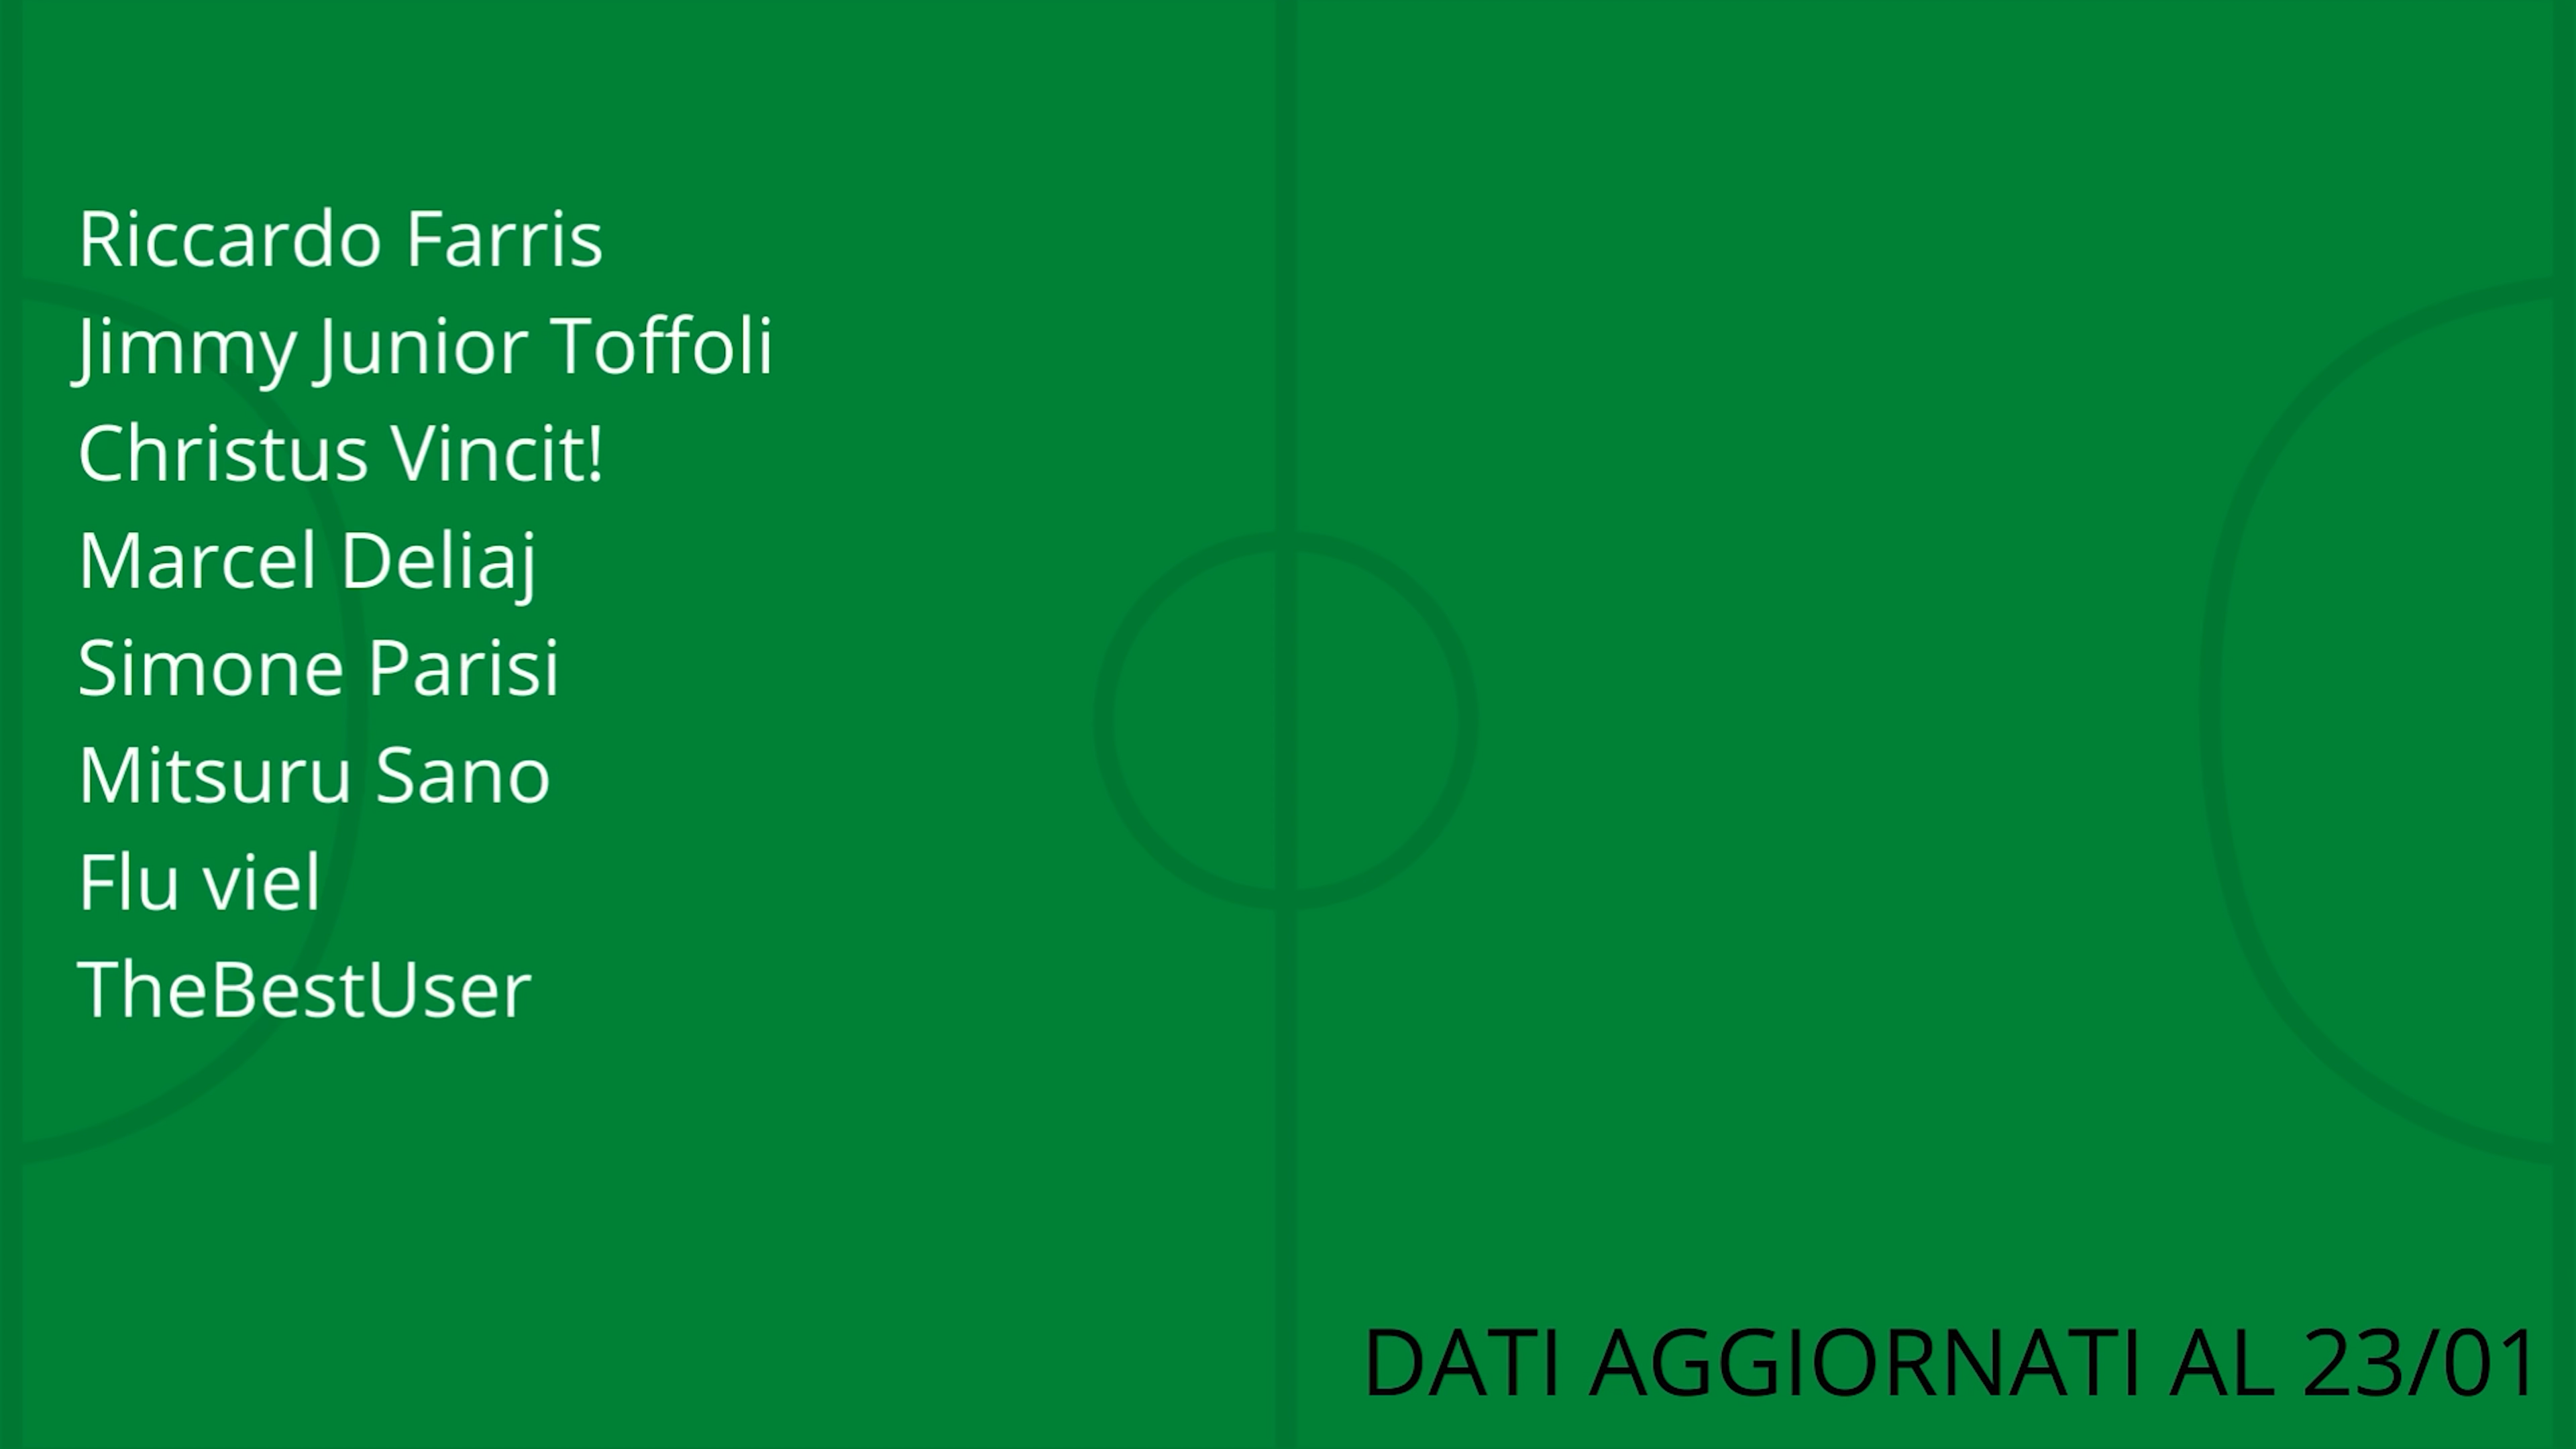 Riccardo Farris
Jimmy Junior Toffoli
Christus Vincit!
Marcel Deliaj
Simone Parisi
Mitsuru Sano
Flu viel
TheBestUser
DATI AGGIORNATI AL 23/01